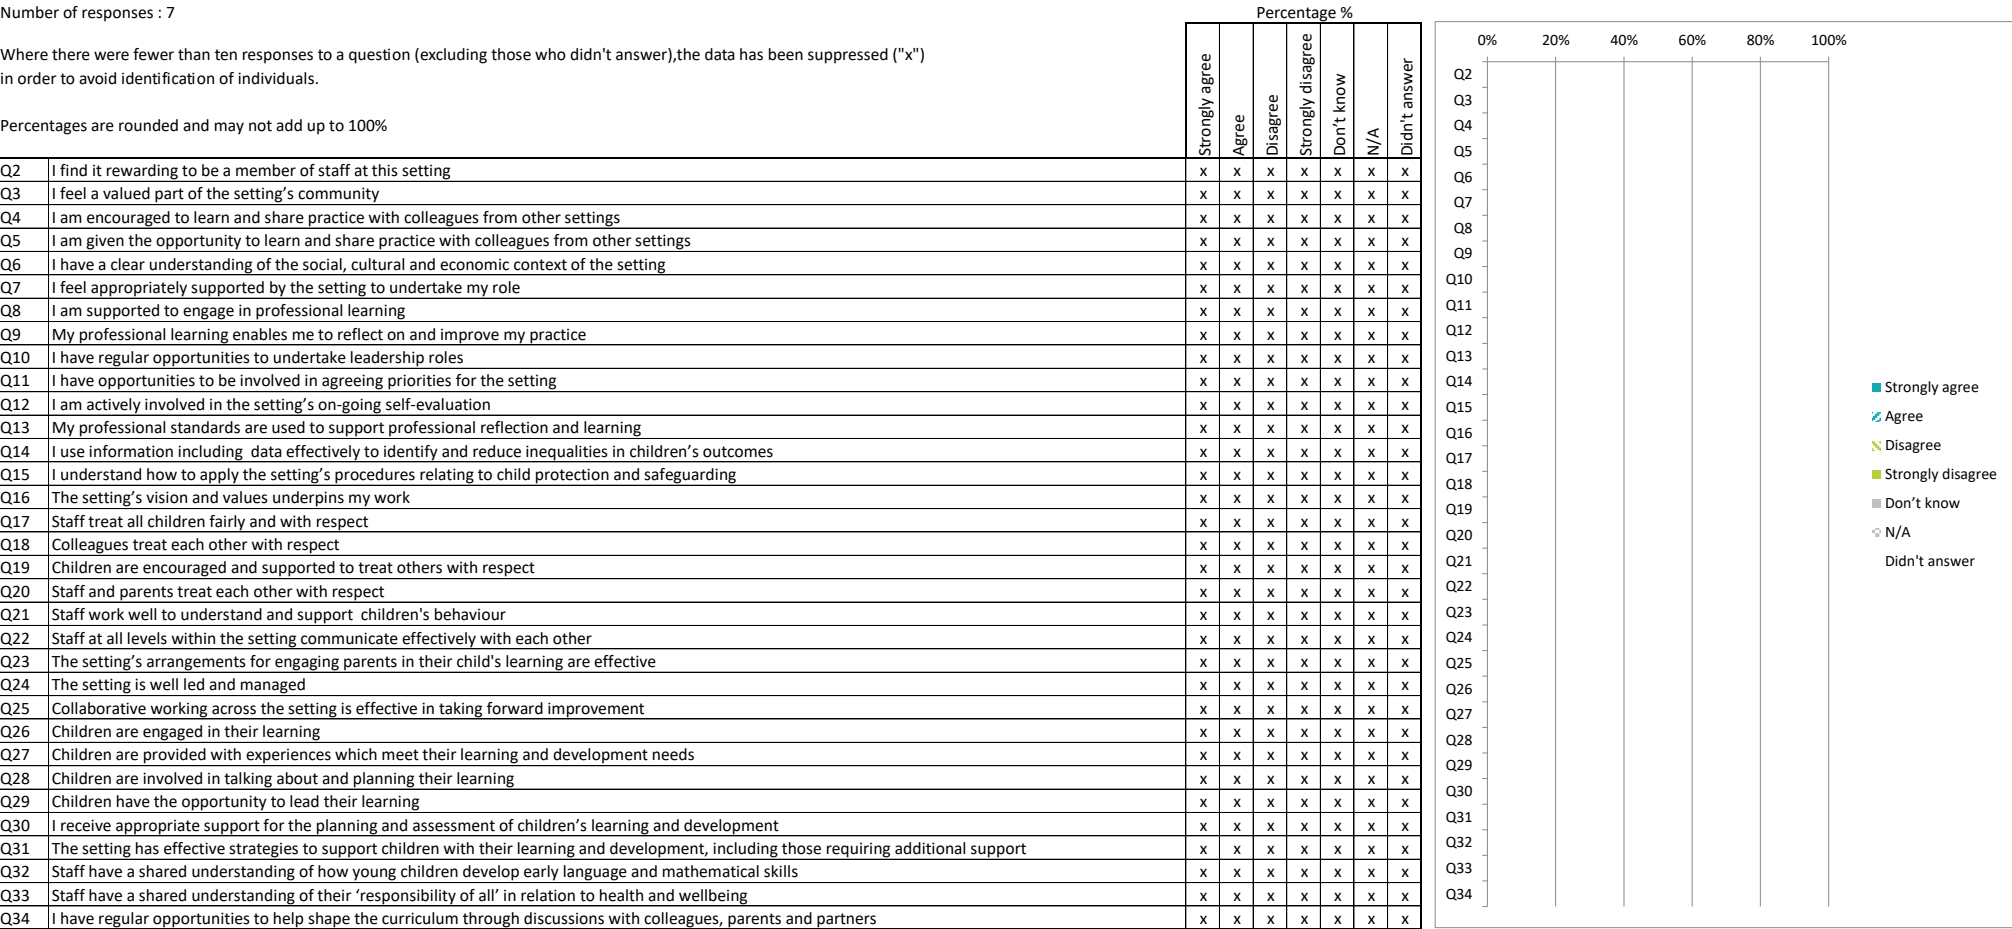 Number of responses : 7
Percentage %
Where there were fewer than ten responses to a question (excluding those who didn't answer),the data has been suppressed ("x")
in order to avoid identification of individuals.
Percentages are rounded and may not add up to 100%
Strongly agree
Agree
Disagree
Strongly disagree
Don't know
N/A
Didn't answer
Q2 I find it rewarding to be a member of staff at this setting x x x x x x x
Q3 I feel a valued part of the setting’s community x x x x x x x
Q4 I am encouraged to learn and share practice with colleagues from other settings x x x x x x x
Q5 I am given the opportunity to learn and share practice with colleagues from other settings x x x x x x x
Q6 I have a clear understanding of the social, cultural and economic context of the setting x x x x x x x
Q7 I feel appropriately supported by the setting to undertake my role x x x x x x x
Q8 I am supported to engage in professional learning x x x x x x x
Q9 My professional learning enables me to reflect on and improve my practice x x x x x x x
Q10 I have regular opportunities to undertake leadership roles x x x x x x x
Q11 I have opportunities to be involved in agreeing priorities for the setting x x x x x x x
Q12 I am actively involved in the setting’s on-going self-evaluation x x x x x x x
Q13 My professional standards are used to support professional reflection and learning x x x x x x x
Q14 I use information including  data effectively to identify and reduce inequalities in children’s outcomes x x x x x x x
Q15 I understand how to apply the setting’s procedures relating to child protection and safeguarding x x x x x x x
Q16 The setting’s vision and values underpins my work x x x x x x x
Q17 Staff treat all children fairly and with respect x x x x x x x
Q18 Colleagues treat each other with respect x x x x x x x
Q19 Children are encouraged and supported to treat others with respect x x x x x x x
Q20 Staff and parents treat each other with respect x x x x x x x
Q21 Staff work well to understand and support  children's behaviour x x x x x x x
Q22 Staff at all levels within the setting communicate effectively with each other x x x x x x x
Q23 The setting’s arrangements for engaging parents in their child's learning are effective x x x x x x x
Q24 The setting is well led and managed x x x x x x x
Q25 Collaborative working across the setting is effective in taking forward improvement x x x x x x x
Q26 Children are engaged in their learning x x x x x x x
Q27 Children are provided with experiences which meet their learning and development needs x x x x x x x
Q28 Children are involved in talking about and planning their learning x x x x x x x
Q29 Children have the opportunity to lead their learning x x x x x x x
Q30 I receive appropriate support for the planning and assessment of children’s learning and development x x x x x x x
Q31 The setting has effective strategies to support children with their learning and development, including those requiring additional support x x x x x x x
Q32 Staff have a shared understanding of how young children develop early language and mathematical skills x x x x x x x
Q33 Staff have a shared understanding of their ‘responsibility of all’ in relation to health and wellbeing x x x x x x x
Q34 I have regular opportunities to help shape the curriculum through discussions with colleagues, parents and partners x x x x x x x
0% 20% 40% 60% 80% 100%
Q2
Q3
Q4
Q5
Q6
Q7
Q8
Q9
Q10
Q11
Q12
Q13
Q14
Q15
Q16
Q17
Q18
Q19
Q20
Q21
Q22
Q23
Q24
Q25
Q26
Q27
Q28
Q29
Q30
Q31
Q32
Q33
Q34
Strongly agree
Agree
Disagree
Strongly disagree
Don’t know
N/A
Didn't answer